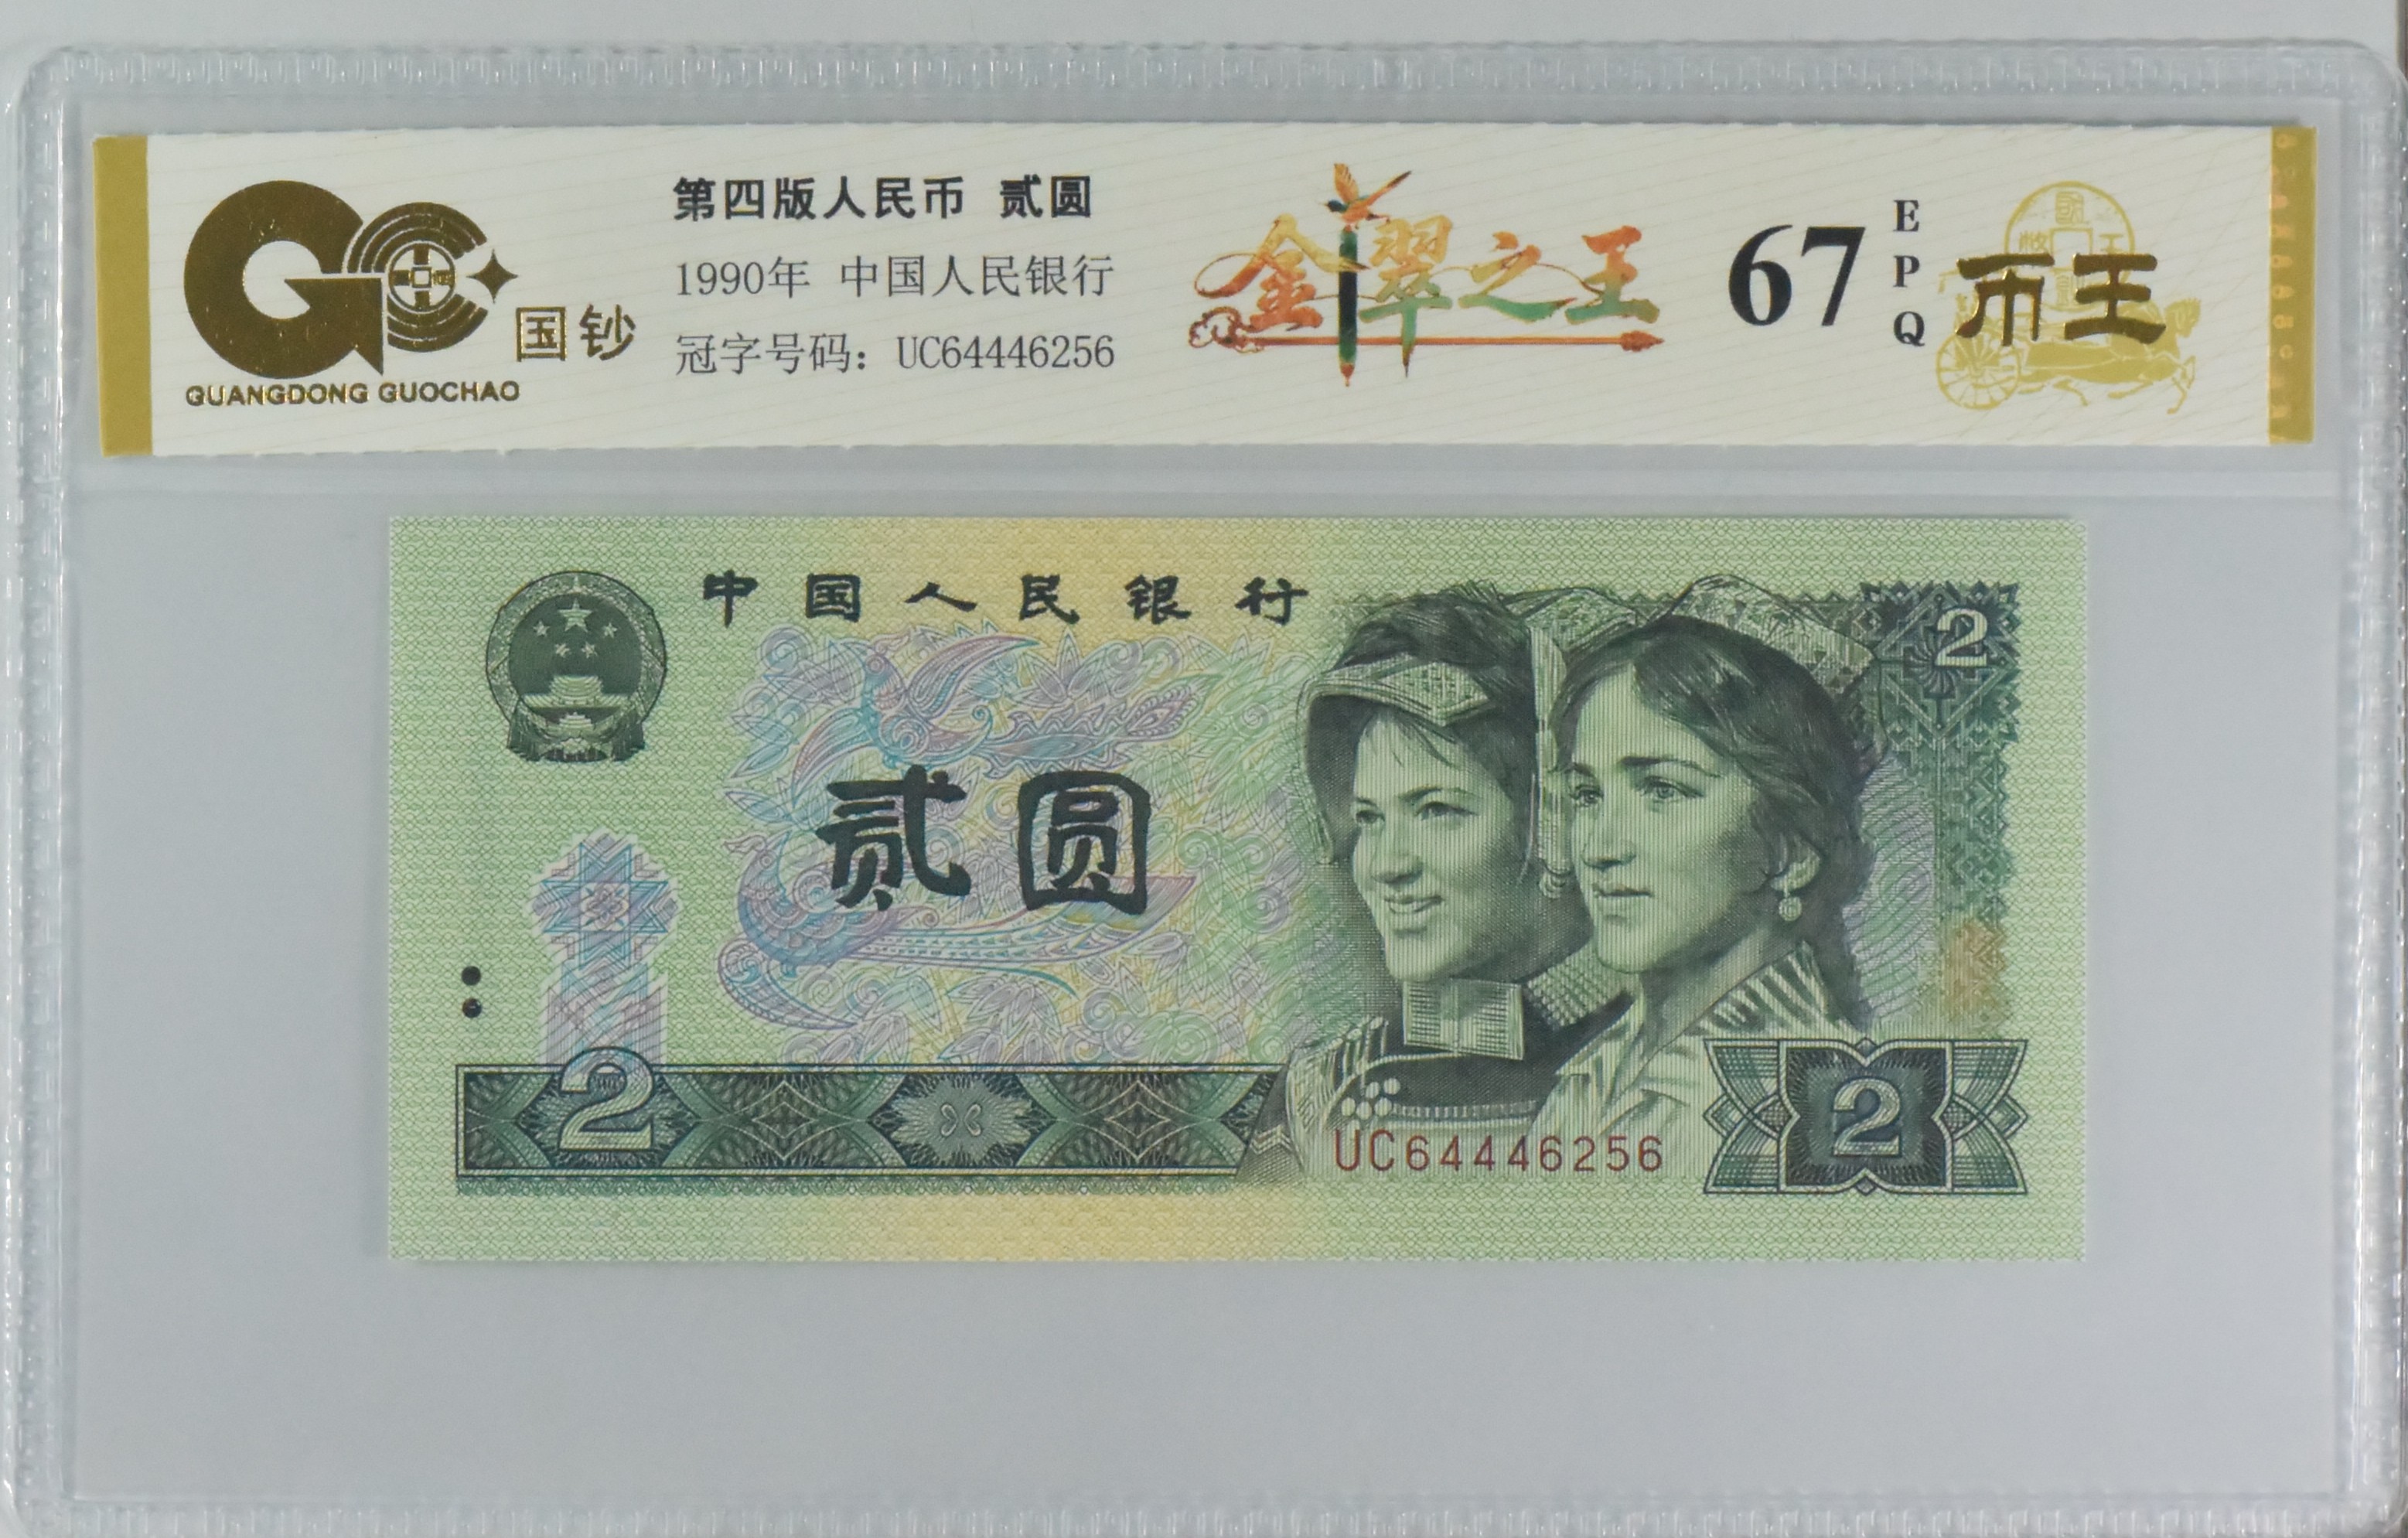 GC 国钞
GUANGDONG GUOCHAO
第四版人民币 贰圆
1990年 中国人民银行
冠字号码：UC64446256
金翠之王
67
EPQ
币王
中国人民银行
2
贰圆
2
UC64446256
2